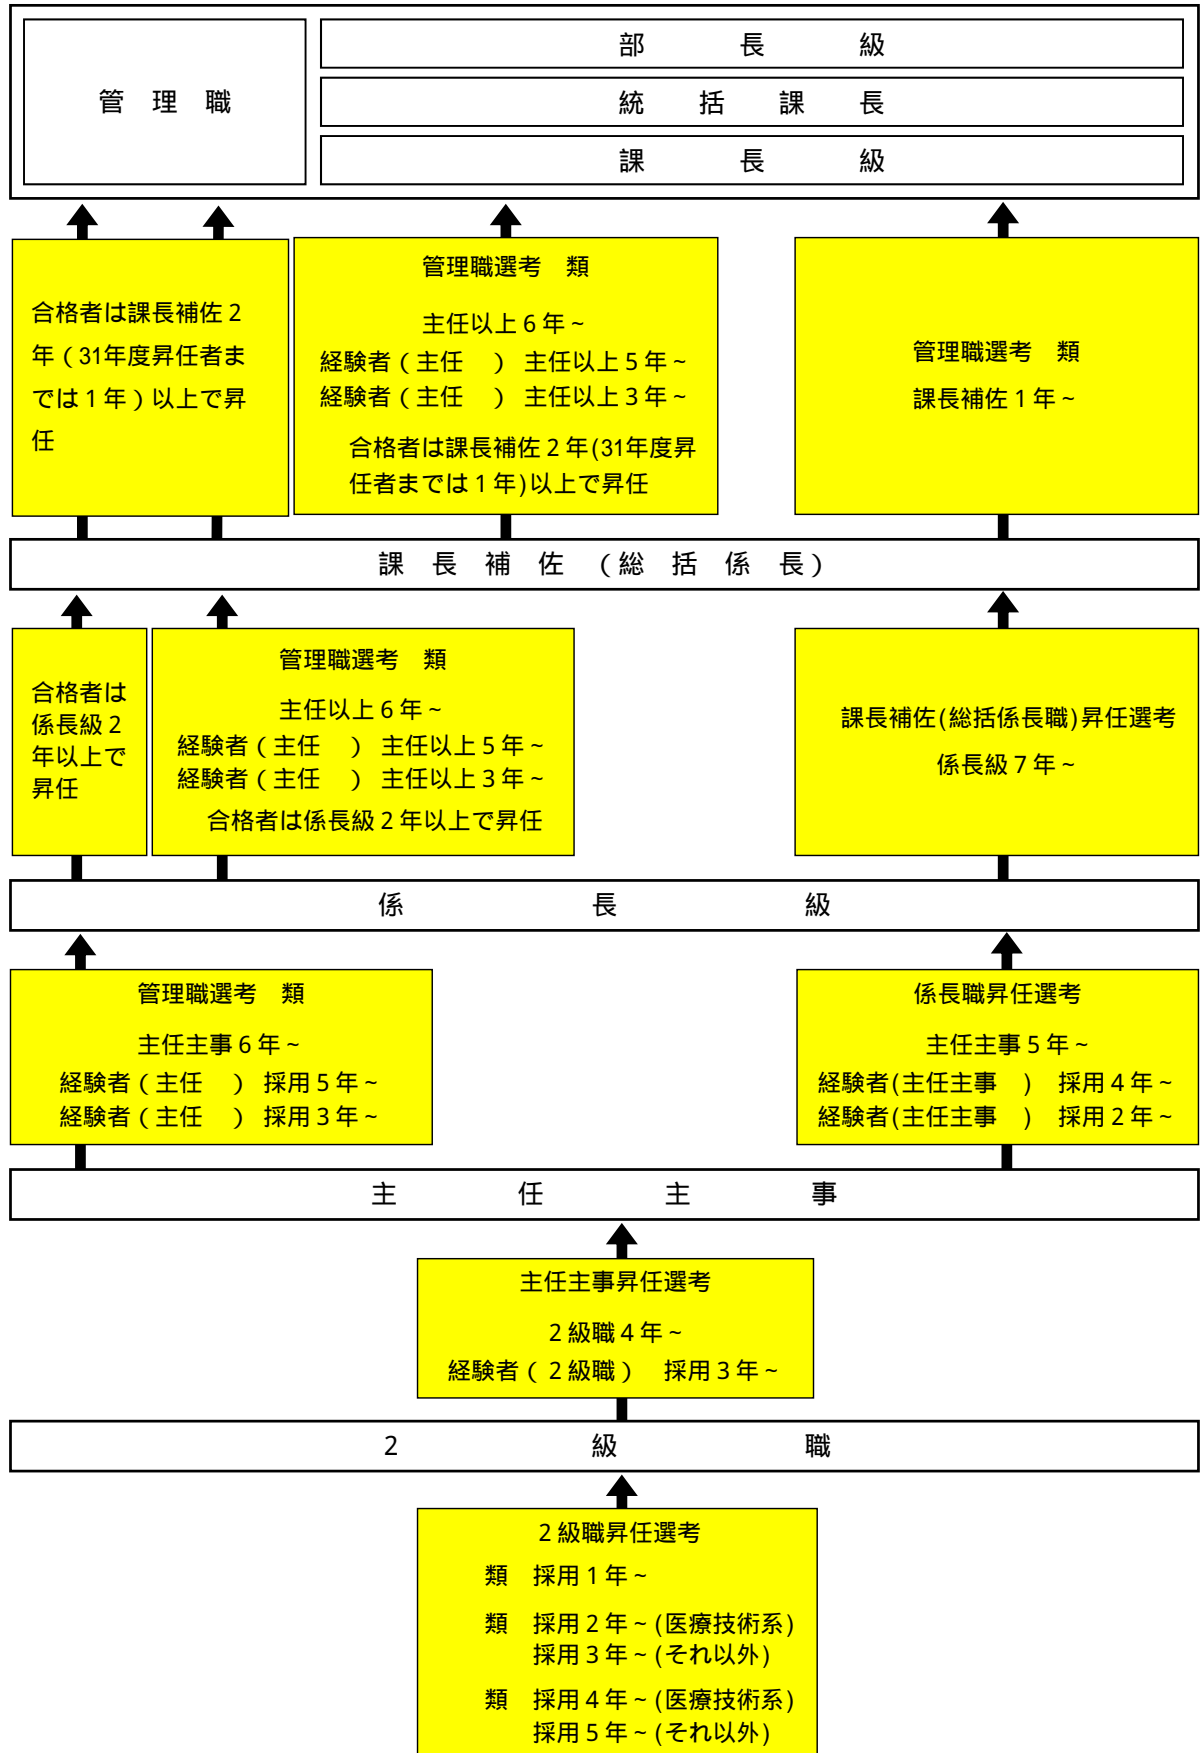 管理職
部長級
統括課長
課長級
合格者は課長補佐2
年(31年度昇任者ま
では1年)以上で昇
任
管理職選考 類
主任以上6年~
経験者(主任 ) 主任以上5年~
経験者(主任 ) 主任以上3年~
合格者は課長補佐2年(31年度昇
任者までは1年)以上で昇任
管理職選考 類
課長補佐1年~
課長補佐(総括係長)
合格者は
係長級2
年以上で
昇任
管理職選考 類
主任以上6年~
経験者(主任 ) 主任以上5年~
経験者(主任 ) 主任以上3年~
合格者は係長級2年以上で昇任
課長補佐(総括係長職)昇任選考
係長級7年~
係長級
管理職選考 類
主任主事6年~
経験者(主任 ) 採用5年~
経験者(主任 ) 採用3年~
係長職昇任選考
主任主事5年~
経験者(主任主事 ) 採用4年~
経験者(主任主事 ) 採用2年~
主任主事
主任主事昇任選考
2級職4年~
経験者(2級職) 採用3年~
2級職
2級職昇任選考
類 採用1年~
類 採用2年~(医療技術系)
採用3年~(それ以外)
類 採用4年~(医療技術系)
採用5年~(それ以外)